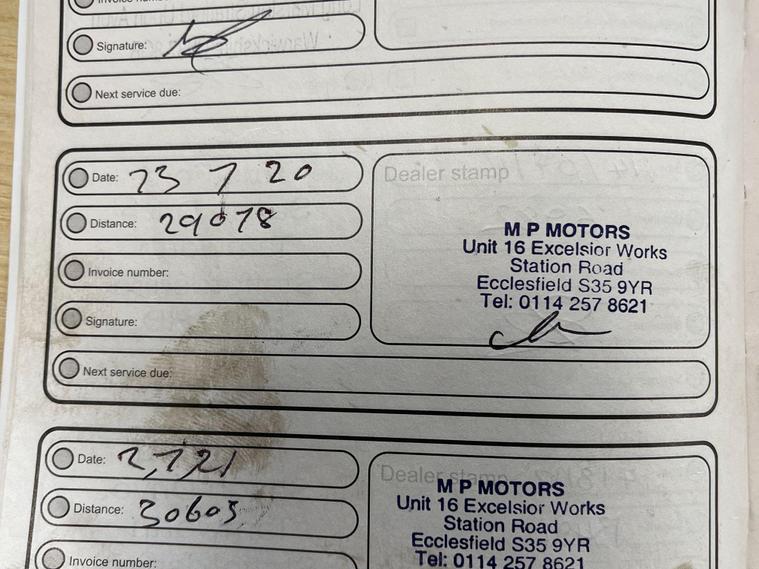 Invoice num
Signature:
Next service due:
Date: 23 7 20
Distance: 29078
Invoice number:
Signature:
Next service due:
Dealer stamp
M P MOTORS
Unit 16 Excelsior Works
Station Road
Ecclesfield S35 9YR
Tel: 0114 257 8621
Date: 2,7,21
Distance: 30603
Invoice number:
Dealer stamp
M P MOTORS
Unit 16 Excelsior Works
Station Road
Ecclesfield S35 9YR
Tel: 0114 257 8621